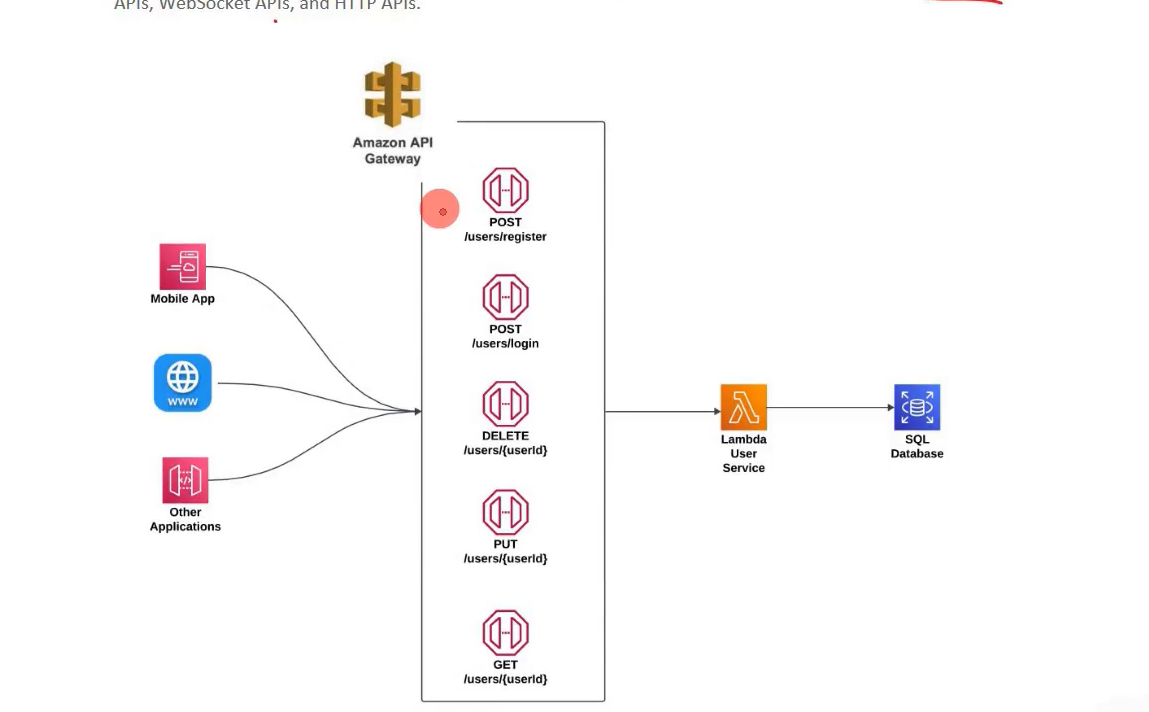 APIs, WebSocket APIs, and HTTP APIs.
Amazon API
Gateway
POST
/users/register
Mobile App
POST
/users/login
WWW
DELETE
/users/{userId}
Lambda
User
Service
SQL
Database
Other
Applications
PUT
/users/{userId}
GET
/users/{userId}